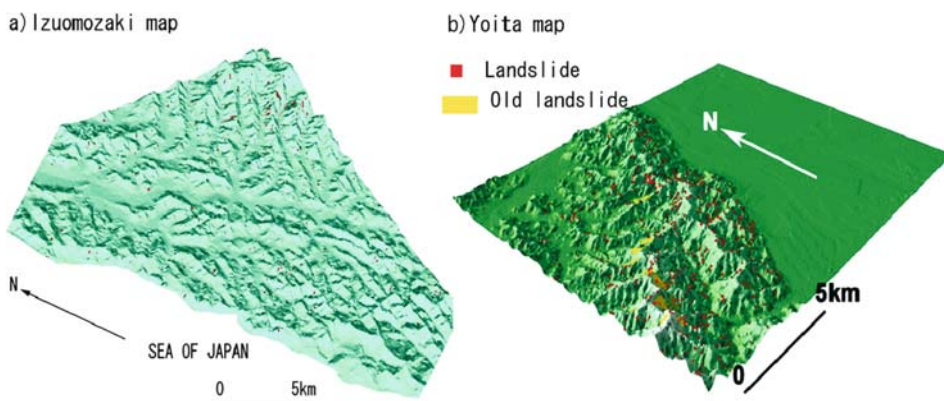 a)Izuomozaki map
N
SEA OF JAPAN
0 5km
b)Yoita map
Landslide
Old landslide
N
5km
0